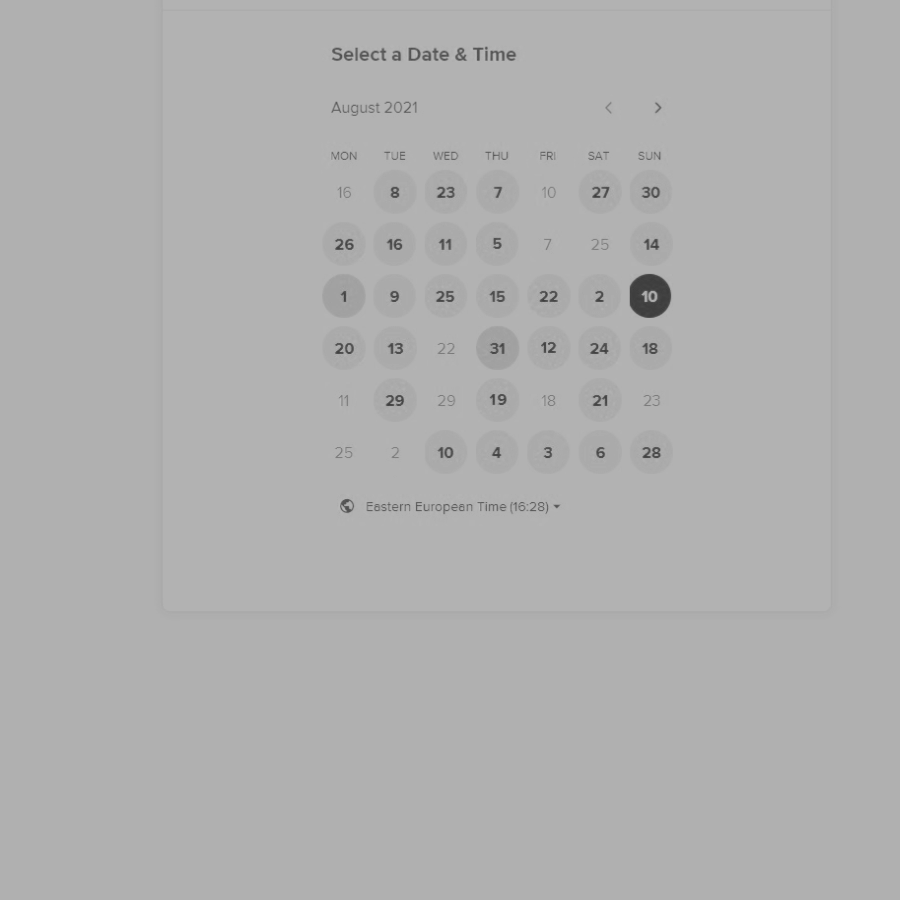 Select a Date & Time
August 2021
MON TUE WED THU FRI SAT SUN
16 8 23 7 10 27 30
26 16 11 5 7 25 14
1 9 25 15 22 2 10
20 13 22 31 12 24 18
11 29 29 19 18 21 23
25 2 10 4 3 6 28
Eastern European Time (16:28)